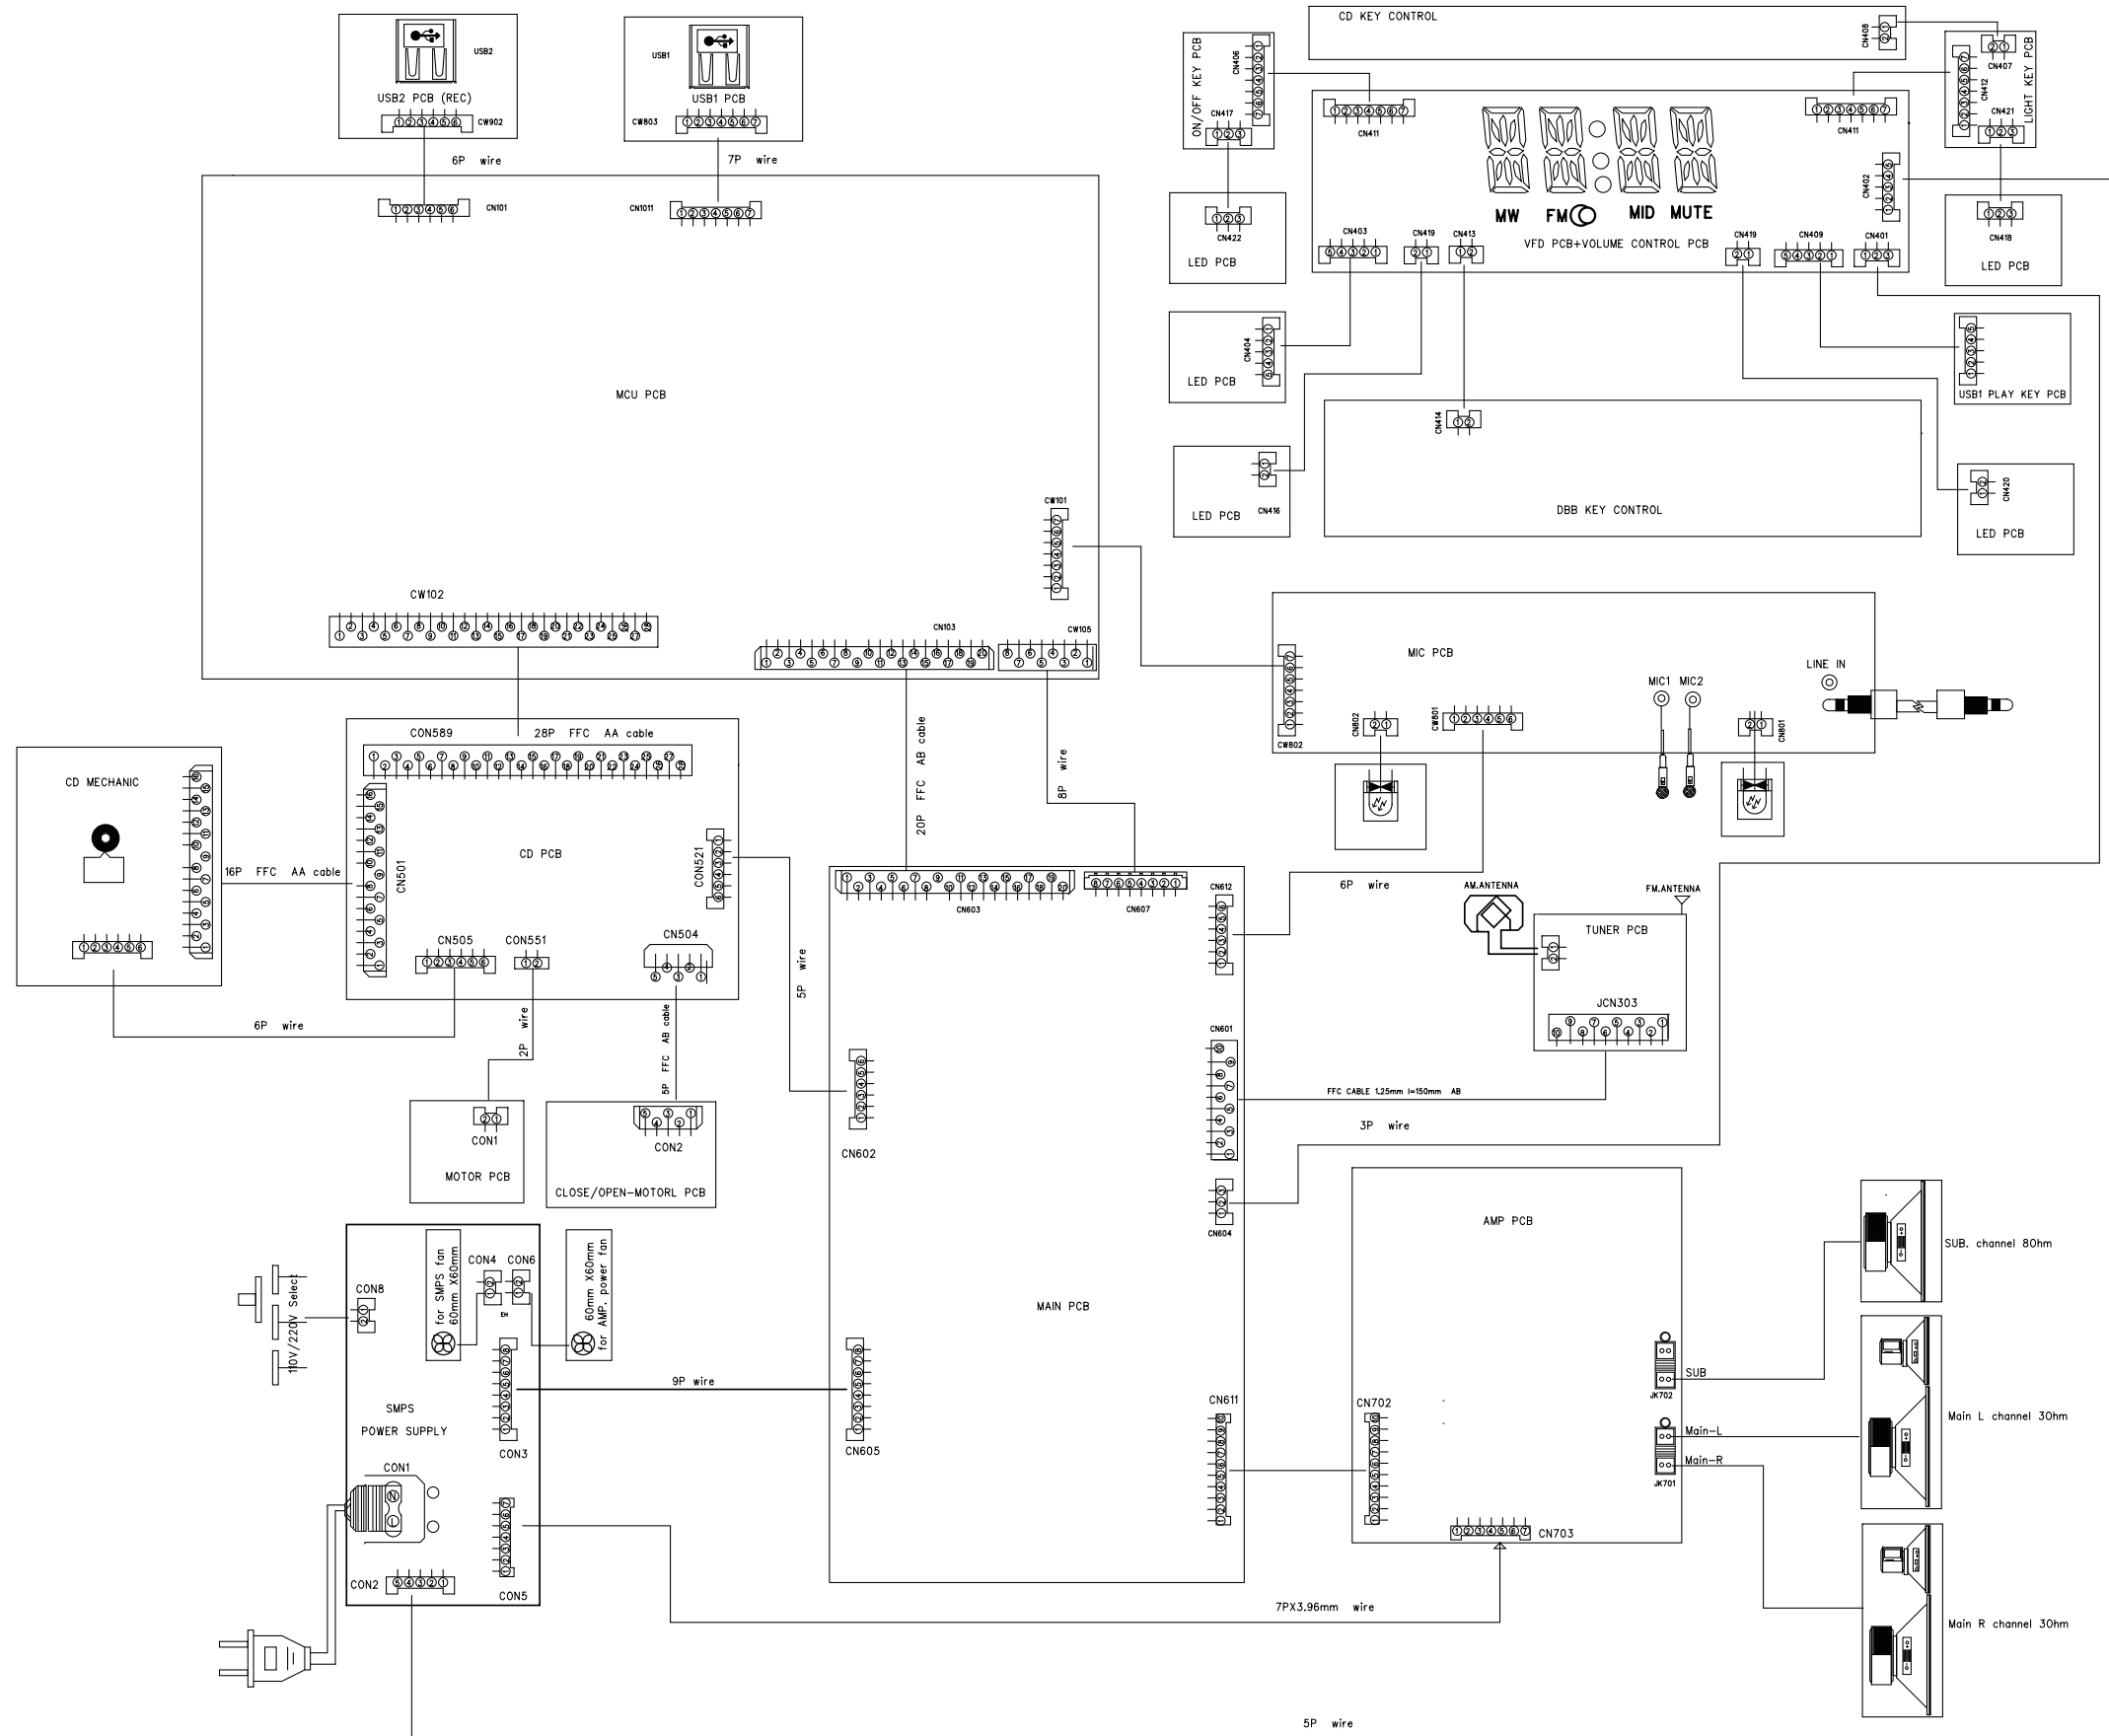 USB2
USB2 PCB (REC)
CW902
6P wire
CN101
USB1
USB1 PCB
CW803
7P wire
CN1011
MCU PCB
CW101
CW102
CN103
CW105
CD KEY CONTROL
CN408
ON/OFF KEY PCB
CN406
CN417
CN422
LED PCB
CN407
CN412
CN421
LIGHT KEY PCB
CN418
LED PCB
CN411
CN411
CN402
MW FM MID MUTE
VFD PCB+VOLUME CONTROL PCB
CN403
CN419
CN413
CN419
CN409
CN401
CN404
LED PCB
USB1 PLAY KEY PCB
CN414
DBB KEY CONTROL
CN416
LED PCB
CN420
LED PCB
MIC PCB
LINE IN
MIC1
MIC2
CW802
CN802
CW801
CN801
CD MECHANIC
16P FFC AA cable
6P wire
CON589
28P FFC AA cable
CN501
CD PCB
CON521
CN505
CON551
CN504
2P wire
5P FFC AB cable
5P wire
20P FFC AB cable
8P wire
CON1
MOTOR PCB
CON2
CLOSE/OPEN-MOTORL PCB
CN603
CN607
CN612
6P wire
CN601
CN602
CN604
MAIN PCB
CN605
CN611
AM.ANTENNA
FM.ANTENNA
TUNER PCB
JCN303
FFC CABLE 1.25mm l=150mm AB
3P wire
110V/220V Select
CON8
for SMPS fan
60mm X60mm
CON4
CON6
EH
60mm X60mm
for AMP. power fan
SMPS
POWER SUPPLY
CON3
9P wire
CON1
N
L
CON2
CON5
7PX3.96mm wire
5P wire
AMP PCB
CN702
CN703
JK702
SUB
JK701
Main-L
Main-R
SUB. channel 8Ohm
Main L channel 3Ohm
Main R channel 3Ohm